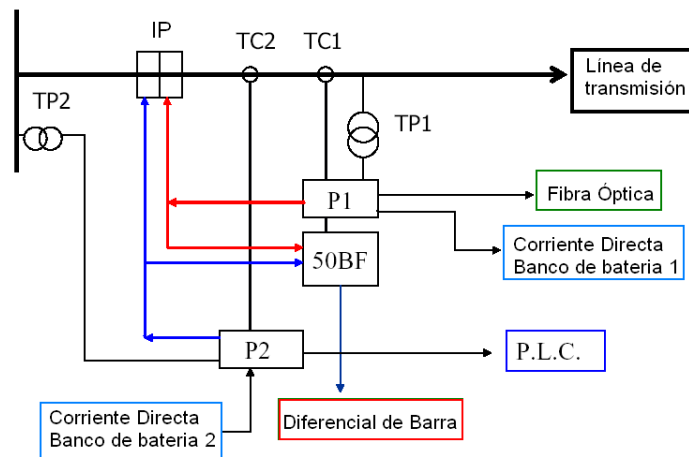 IP
TC2
TC1
Línea de
transmisión
TP2
TP1
P1
Fibra Óptica
50BF
Corriente Directa
Banco de bateria 1
P2
P.L.C.
Corriente Directa
Banco de bateria 2
Diferencial de Barra